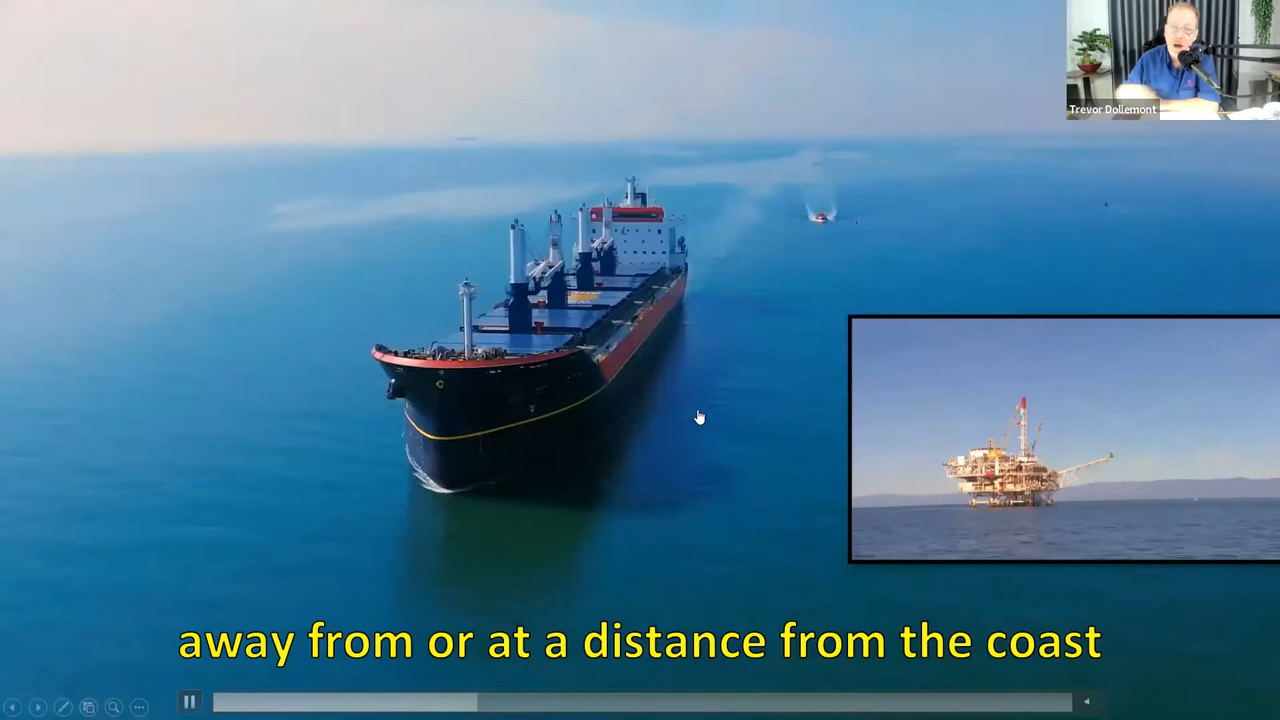 Trevor Dollemont
away from or at a distance from the coast